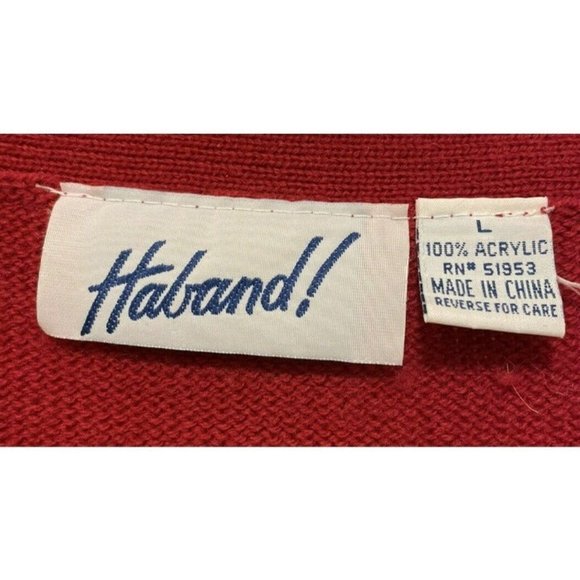 Haband!
L
100% ACRYLIC
RN# 51953
MADE IN CHINA
REVERSE FOR CARE